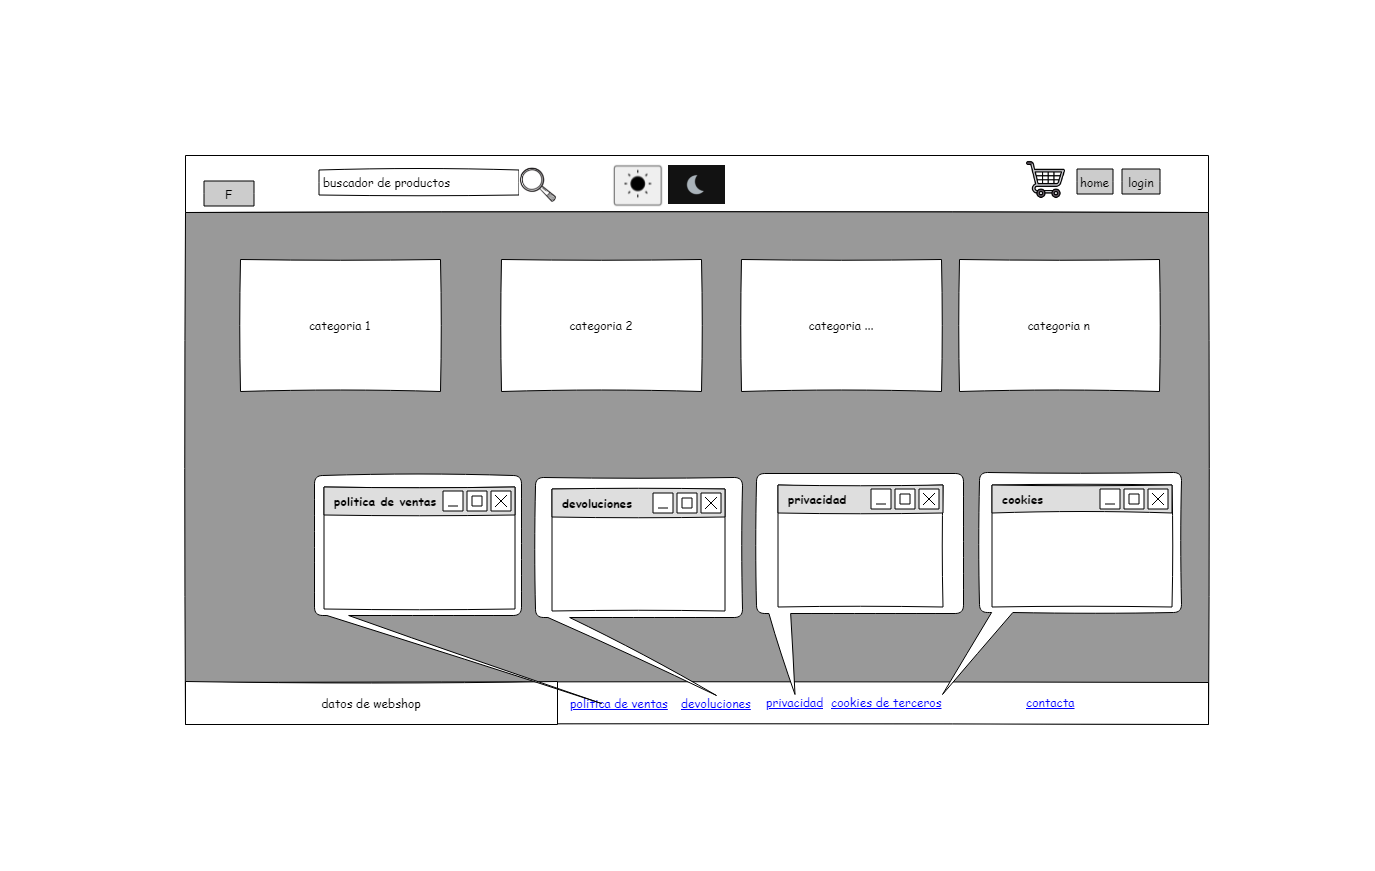 F
buscador de productos
home
login
categoria 1
categoria 2
categoria ...
categoria n
politica de ventas
devoluciones
privacidad
cookies
datos de webshop
politica de ventas
devoluciones
privacidad
cookies de terceros
contacta